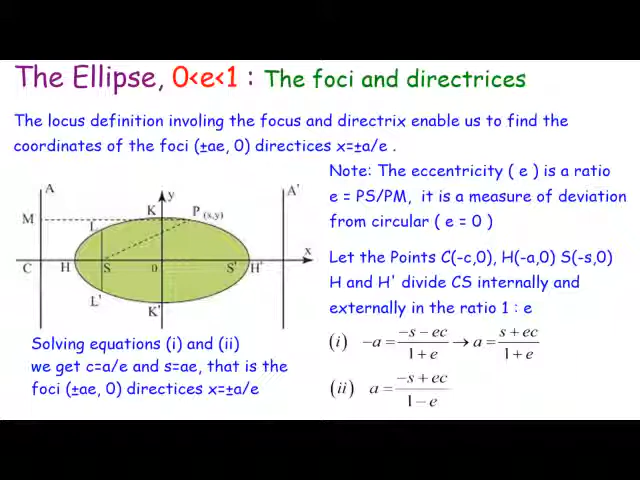 The Ellipse, 0<e<1 : The foci and directrices
The locus definition involing the focus and directrix enable us to find the
coordinates of the foci (±ae, 0) directices x=±a/e .
Note: The eccentricity ( e ) is a ratio
e = PS/PM, it is a measure of deviation
from circular ( e = 0 )
A
y
A'
M
K
P (x,y)
L
x
C
H
S
0
S'
H'
L'
K'
Let the Points C(-c,0), H(-a,0) S(-s,0)
H and H' divide CS internally and
externally in the ratio 1 : e
(i) -a = (-s - ec)/(1 + e) → a = (s + ec)/(1 + e)
(ii) a = (-s + ec)/(1 - e)
Solving equations (i) and (ii)
we get c=a/e and s=ae, that is the
foci (±ae, 0) directices x=±a/e